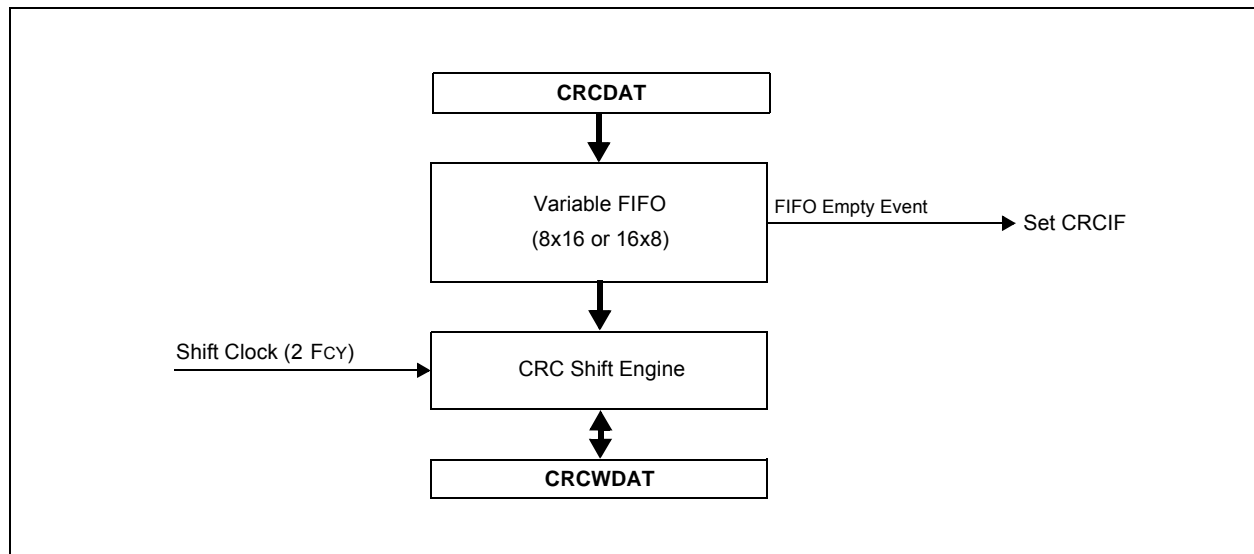 CRCDAT
Variable FIFO
(8x16 or 16x8)
FIFO Empty Event
Set CRCIF
Shift Clock (2 FCY)
CRC Shift Engine
CRCWDAT